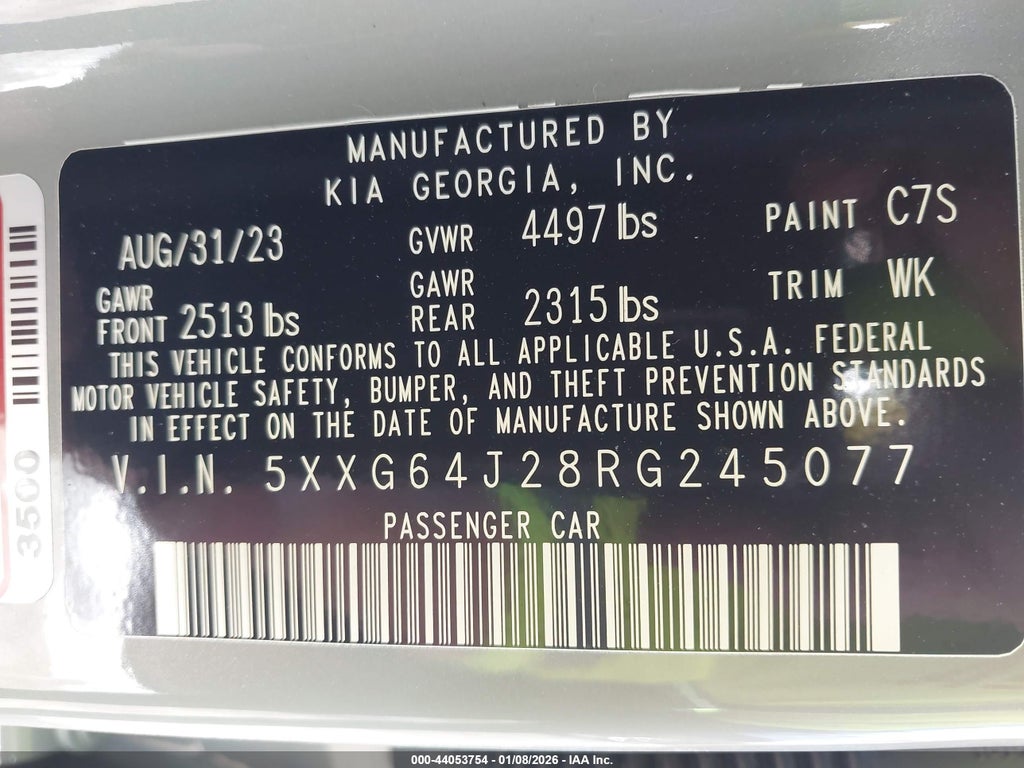 MANUFACTURED BY
KIA GEORGIA, INC.
AUG/31/23 GVWR 4497 lbs PAINT C7S
GAWR FRONT 2513 lbs GAWR REAR 2315 lbs TRIM WK
THIS VEHICLE CONFORMS TO ALL APPLICABLE U.S.A. FEDERAL
MOTOR VEHICLE SAFETY, BUMPER, AND THEFT PREVENTION STANDARDS
IN EFFECT ON THE DATE OF MANUFACTURE SHOWN ABOVE.
V.I.N. 5XXG64J28RG245077
PASSENGER CAR
3500
000-44053754 - 01/08/2026 - IAA Inc.